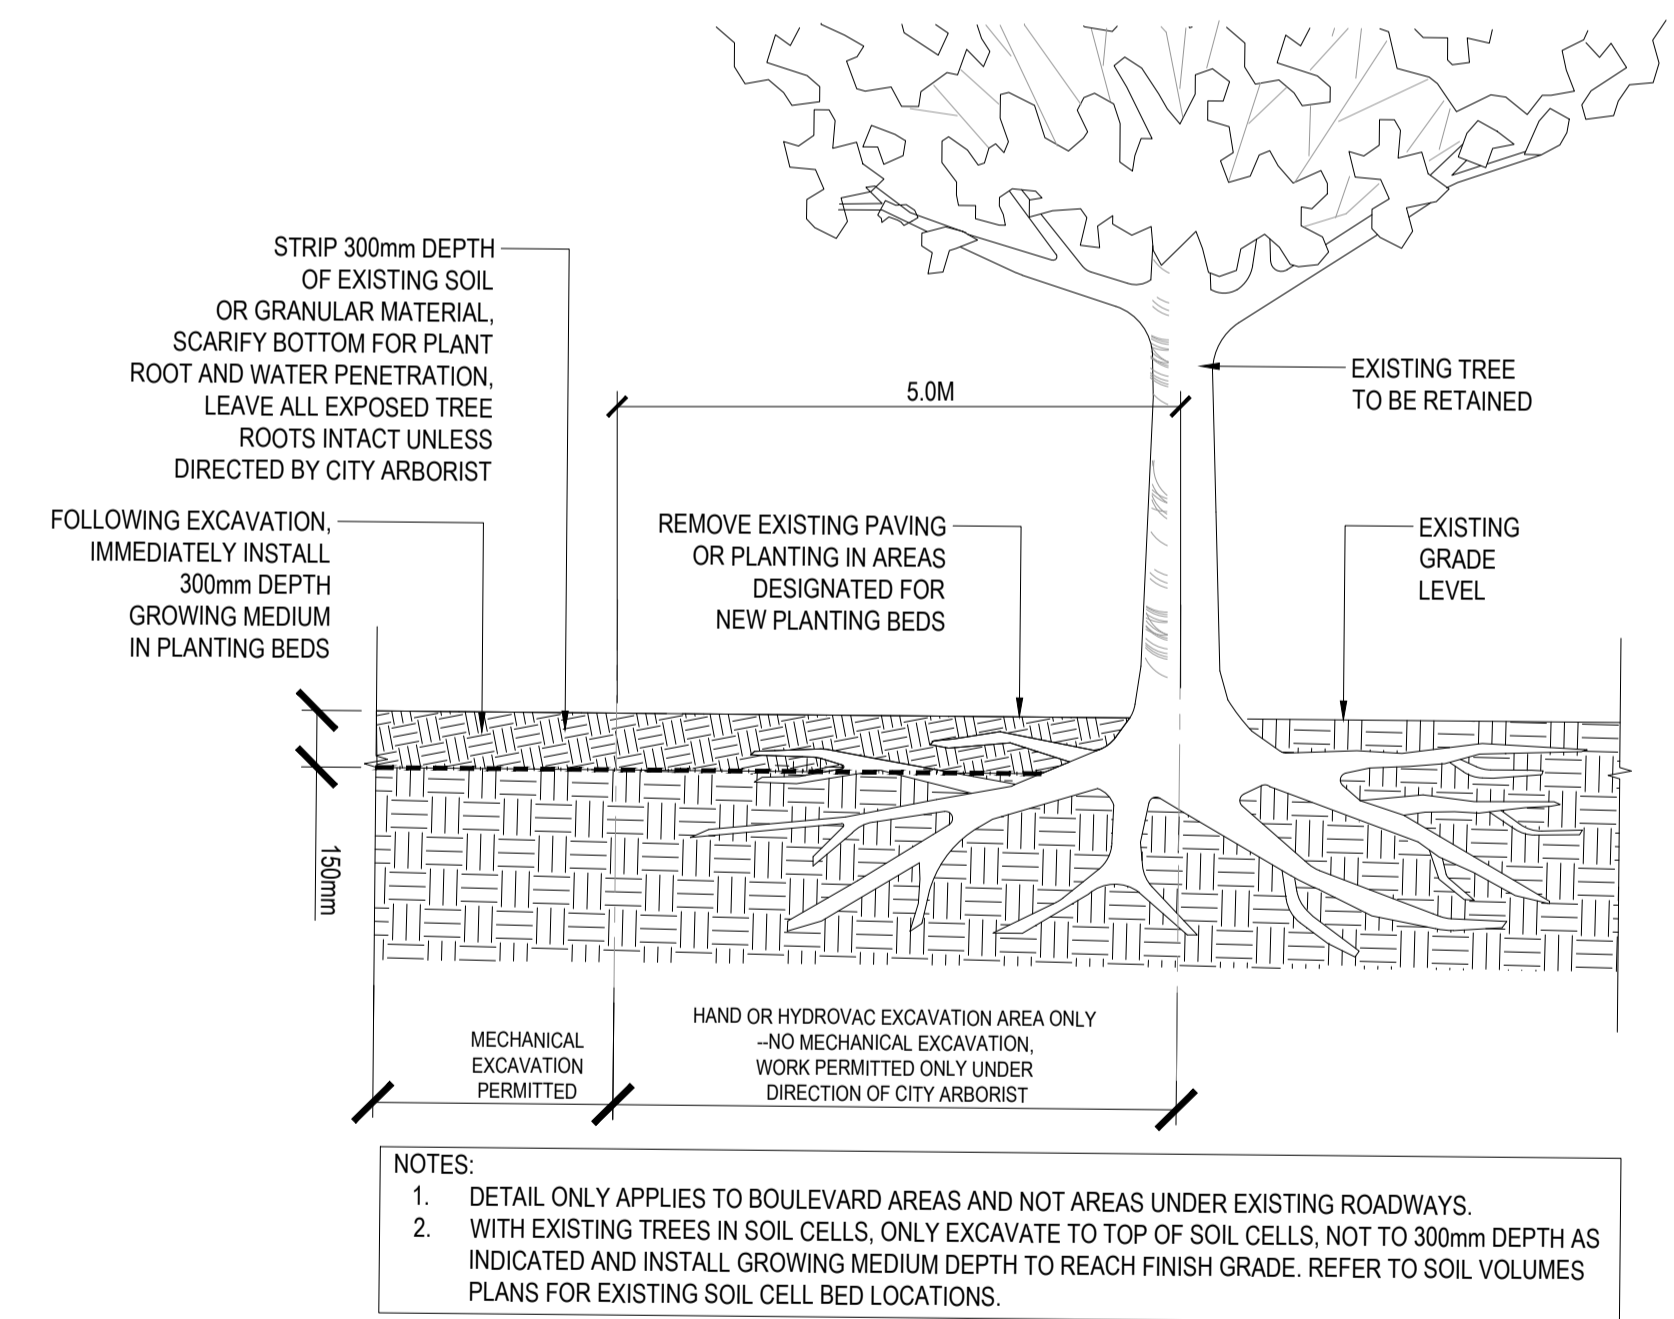 STRIP 300mm DEPTH
OF EXISTING SOIL
OR GRANULAR MATERIAL,
SCARIFY BOTTOM FOR PLANT
ROOT AND WATER PENETRATION,
LEAVE ALL EXPOSED TREE
ROOTS INTACT UNLESS
DIRECTED BY CITY ARBORIST
FOLLOWING EXCAVATION,
IMMEDIATELY INSTALL
300mm DEPTH
GROWING MEDIUM
IN PLANTING BEDS
5.0M
REMOVE EXISTING PAVING
OR PLANTING IN AREAS
DESIGNATED FOR
NEW PLANTING BEDS
EXISTING TREE
TO BE RETAINED
EXISTING
GRADE
LEVEL
150mm
MECHANICAL
EXCAVATION
PERMITTED
HAND OR HYDROVAC EXCAVATION AREA ONLY
--NO MECHANICAL EXCAVATION,
WORK PERMITTED ONLY UNDER
DIRECTION OF CITY ARBORIST
NOTES:
1. DETAIL ONLY APPLIES TO BOULEVARD AREAS AND NOT AREAS UNDER EXISTING ROADWAYS.
2. WITH EXISTING TREES IN SOIL CELLS, ONLY EXCAVATE TO TOP OF SOIL CELLS, NOT TO 300mm DEPTH AS
INDICATED AND INSTALL GROWING MEDIUM DEPTH TO REACH FINISH GRADE. REFER TO SOIL VOLUMES
PLANS FOR EXISTING SOIL CELL BED LOCATIONS.